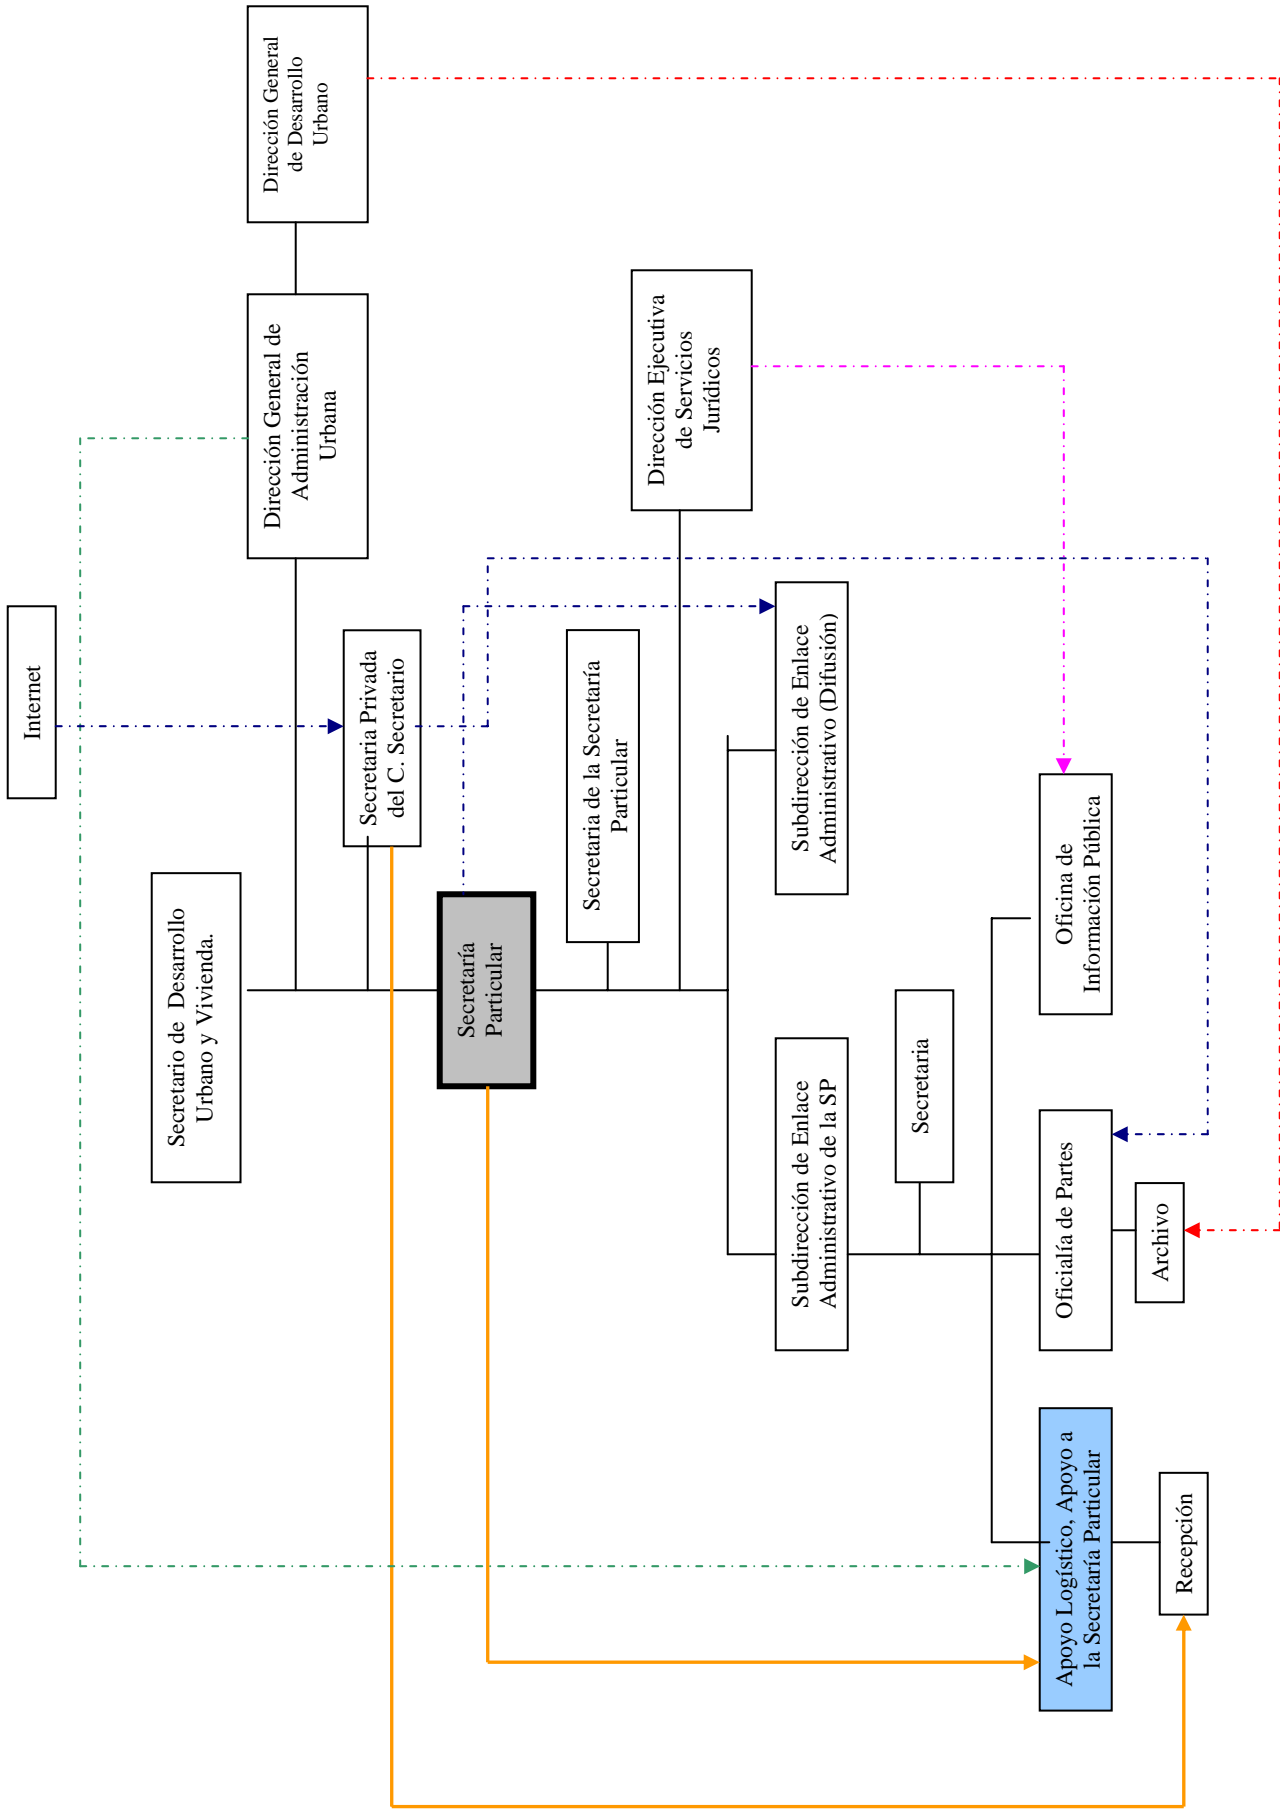 Internet
Secretario de Desarrollo
Urbano y Vivienda.
Dirección General de
Administración
Urbana
Dirección General
de Desarrollo
Urbano
Secretaria Privada
del C. Secretario
Secretaría
Particular
Secretaria de la Secretaría
Particular
Dirección Ejecutiva
de Servicios
Jurídicos
Subdirección de Enlace
Administrativo de la SP
Subdirección de Enlace
Administrativo (Difusión)
Secretaria
Apoyo Logístico, Apoyo a
la Secretaría Particular
Oficialía de Partes
Oficina de
Información Pública
Archivo
Recepción